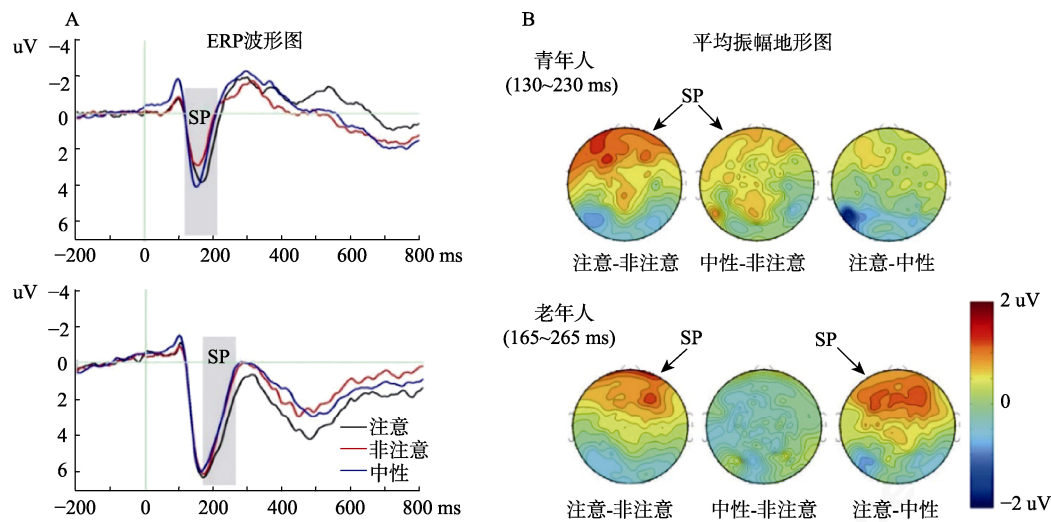 A
ERP波形图
uV
−4
−2
0
2
4
6
SP
−200
0
200
400
600
800 ms
uV
−4
−2
0
2
4
6
SP
注意
非注意
中性
−200
0
200
400
600
800 ms
B
平均振幅地形图
青年人
(130~230 ms)
SP
注意-非注意
中性-非注意
注意-中性
老年人
(165~265 ms)
SP
SP
注意-非注意
中性-非注意
注意-中性
2 uV
0
−2 uV